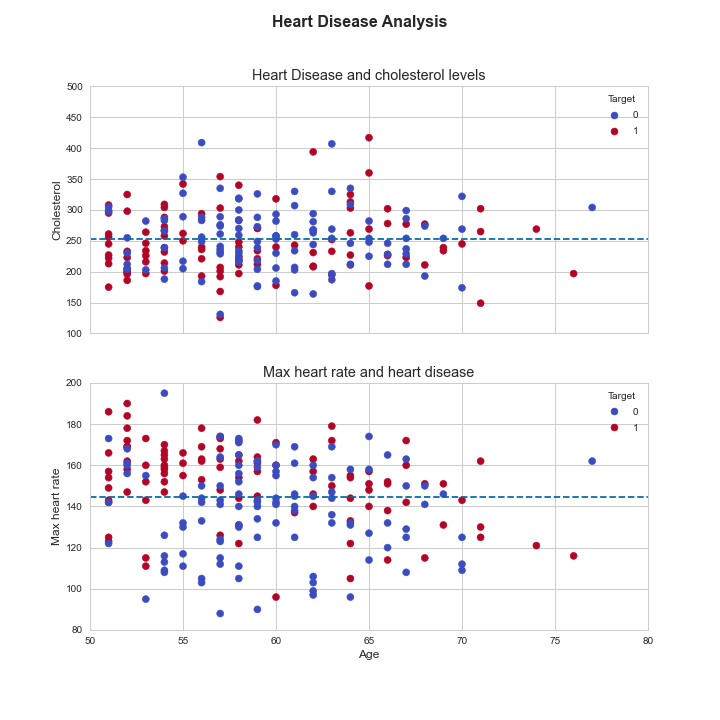 Heart Disease Analysis
Heart Disease and cholesterol levels
500
450
400
350
300
250
200
150
100
Cholesterol
Target
0
1
Max heart rate and heart disease
200
180
160
140
120
100
80
Max heart rate
Target
0
1
50 55 60 65 70 75 80
Age